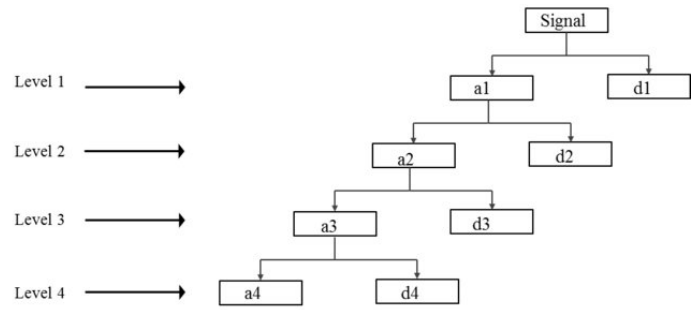 Signal
Level 1
a1
d1
Level 2
a2
d2
Level 3
a3
d3
Level 4
a4
d4